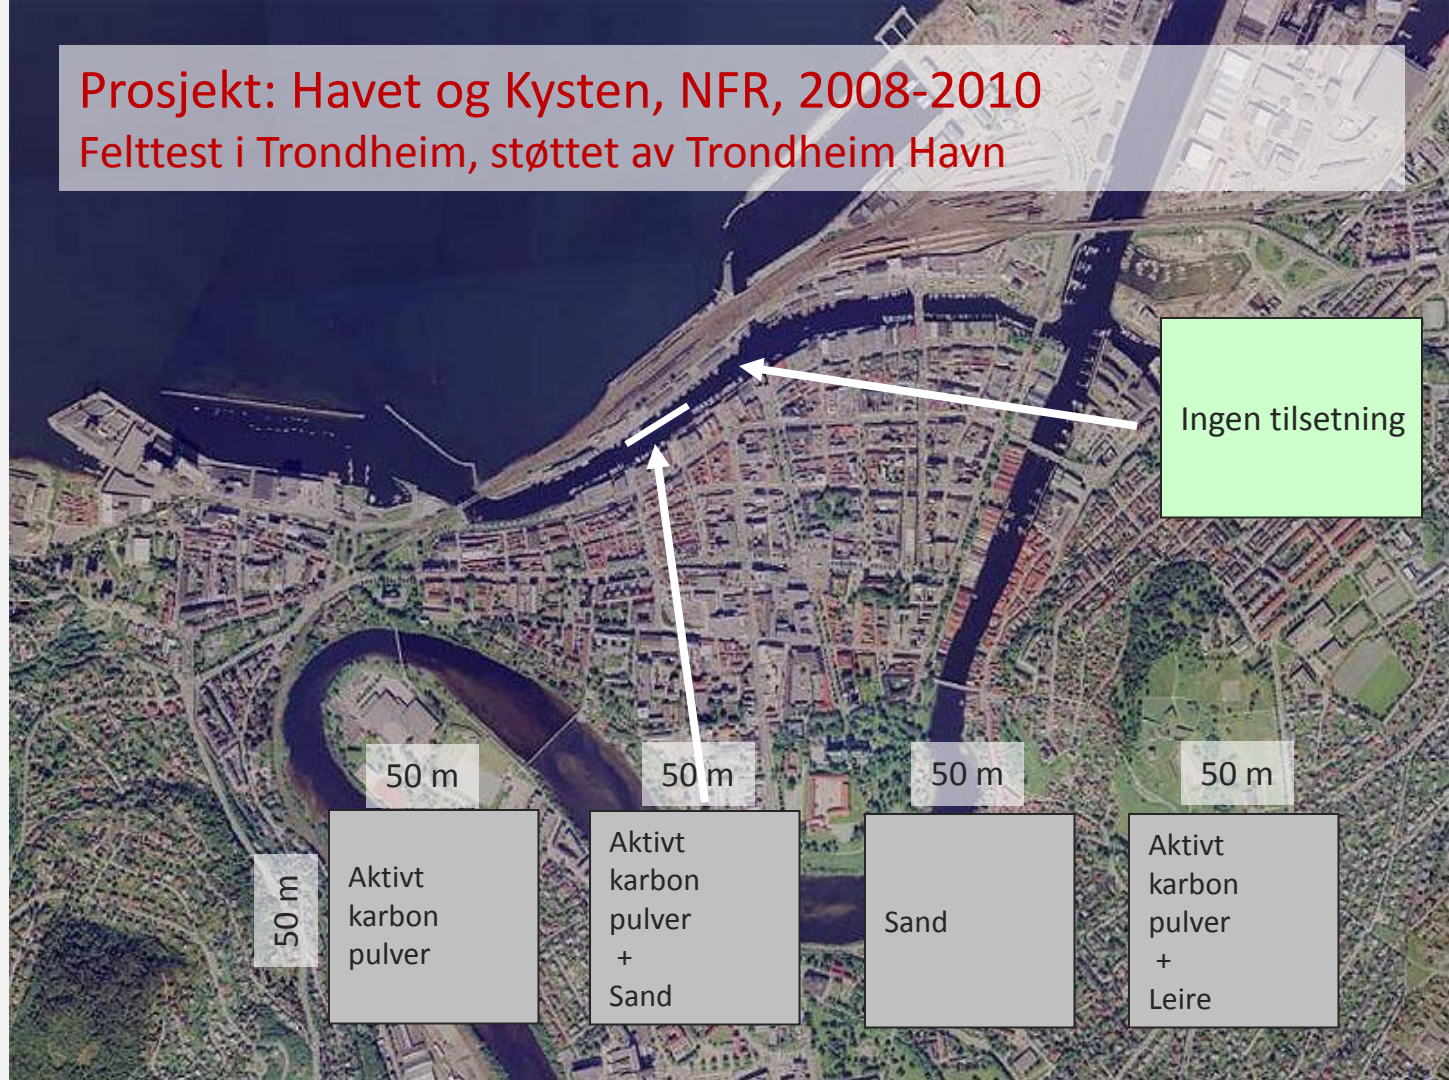 Prosjekt: Havet og Kysten, NFR, 2008-2010
Felttest i Trondheim, støttet av Trondheim Havn
Ingen tilsetning
50 m
50 m
50 m
50 m
50 m
Aktivt
karbon
pulver
Aktivt
karbon
pulver
+
Sand
Sand
Aktivt
karbon
pulver
+
Leire